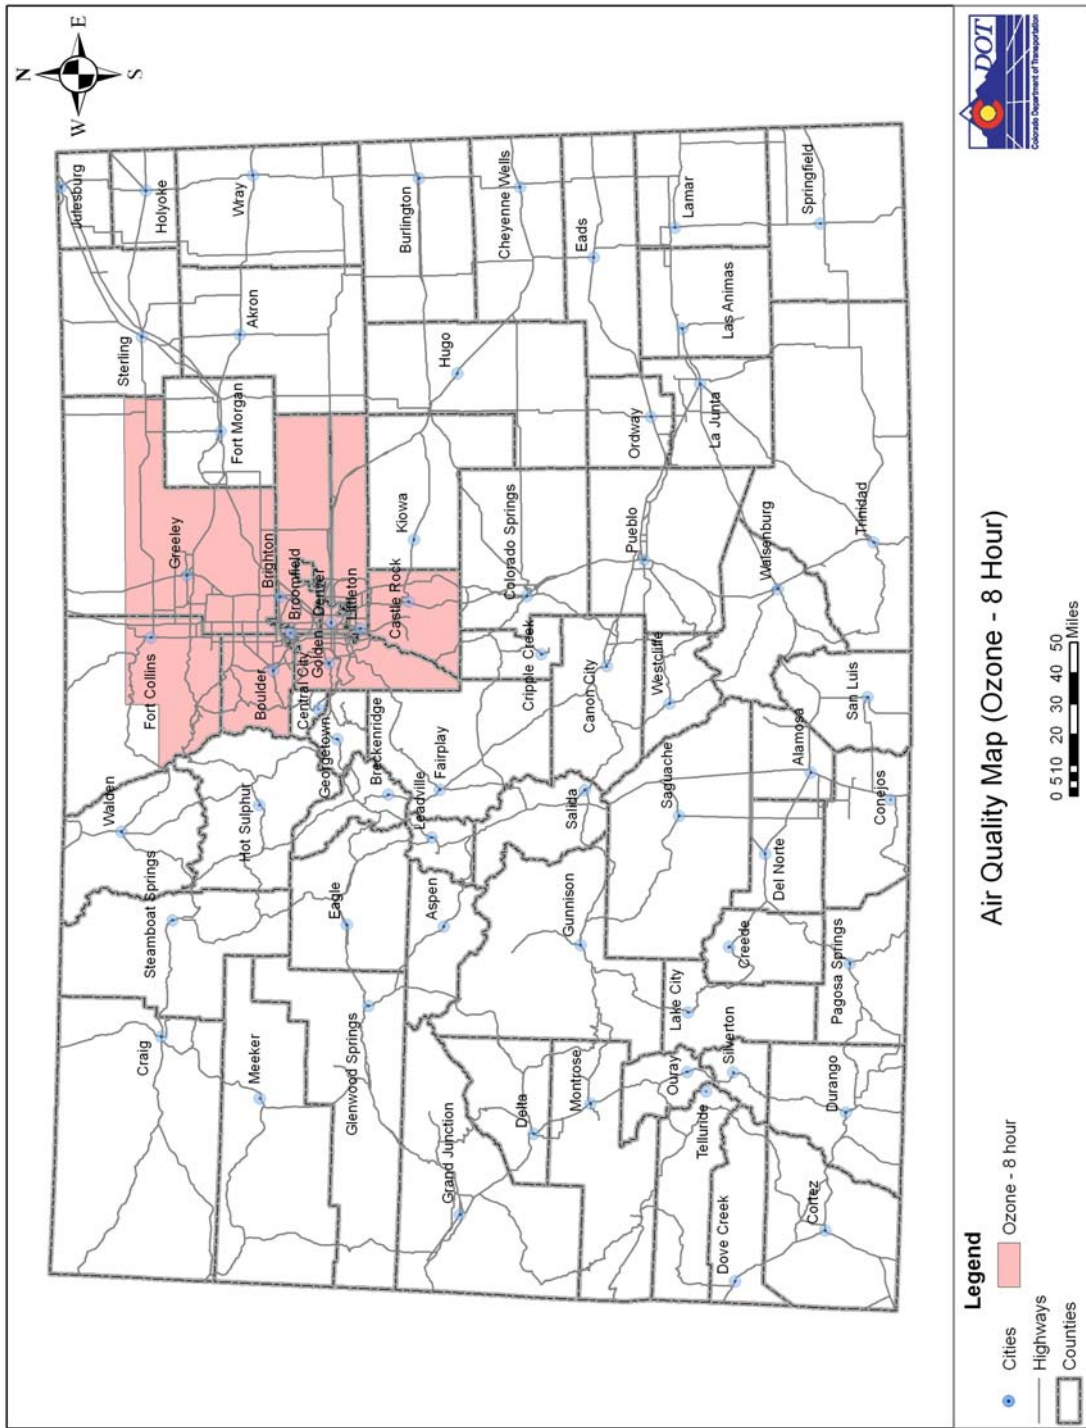 N
W
E
S
Julesburg
Holyoke
Sterling
Wray
Akron
Fort Morgan
Walden
Steamboat Springs
Craig
Fort Collins
Greeley
Hot Sulphur
Meeker
Boulder
Brighton
Broomfield
Central City
Golden
Denver
Georgetown
Littleton
Eagle
Breckenridge
Glenwood Springs
Castle Rock
Kiowa
Burlington
Leadville
Fairplay
Aspen
Hugo
Grand Junction
Cheyenne Wells
Colorado Springs
Cripple Creek
Delta
Salida
Canon City
Gunnison
Montrose
Eads
Ordway
Pueblo
Westcliffe
Saguache
Lake City
Ouray
Lamar
Las Animas
La Junta
Telluride
Silverton
Creede
Dove Creek
Del Norte
Alamosa
Walsenburg
Springfield
Cortez
Durango
Pagosa Springs
San Luis
Conejos
Trinidad
Legend
Cities
Highways
Counties
Ozone - 8 hour
Air Quality Map (Ozone - 8 Hour)
0 5 10 20 30 40 50
Miles
DOT
Colorado Department of Transportation